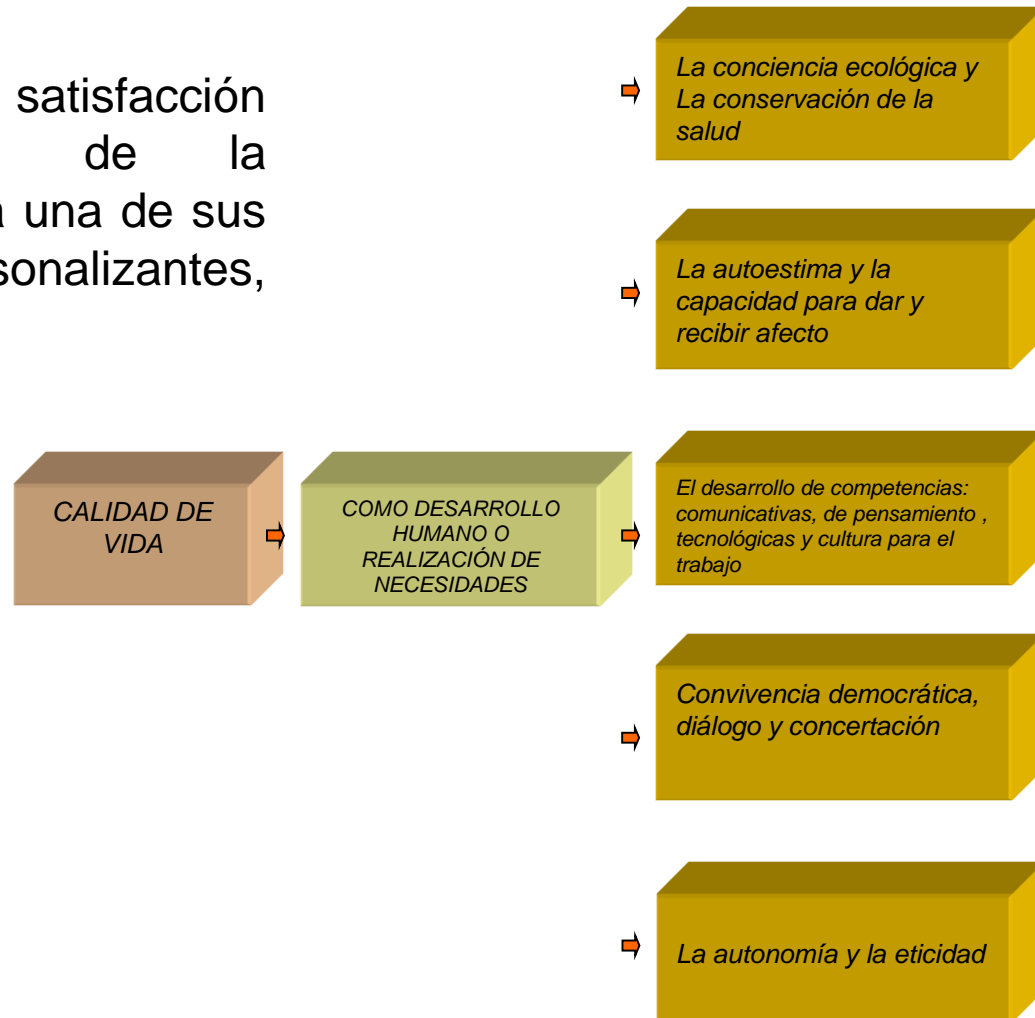 satisfacción
de la
una de sus
La conciencia ecológica y
La conservación de la
salud
La autoestima y la
capacidad para dar y
recibir afecto
CALIDAD DE
VIDA
COMO DESARROLLO
HUMANO O
REALIZACIÓN DE
NECESIDADES
El desarrollo de competencias:
comunicativas, de pensamiento ,
tecnológicas y cultura para el
trabajo
Convivencia democrática,
diálogo y concertación
La autonomía y la eticidad